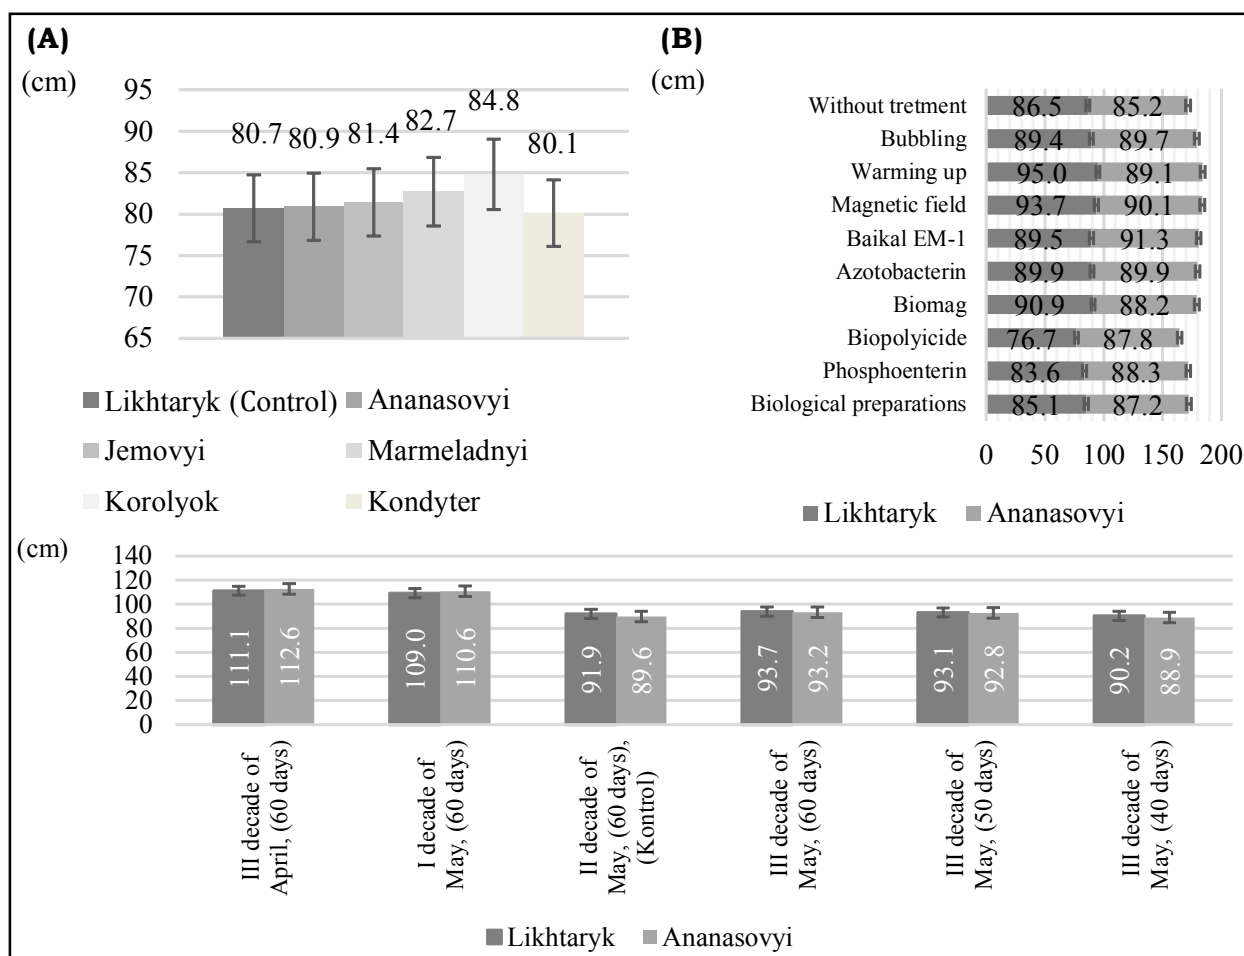 (A)
(cm)
95
90
85
80
75
70
65
80.7
80.9
81.4
82.7
84.8
80.1
Likhtaryk (Control)
Ananasovyi
Jemovyi
Marmeladnyi
Korolyok
Kondyter
(B)
(cm)
Without tretment 86.5 85.2
Bubbling 89.4 89.7
Warming up 95.0 89.1
Magnetic field 93.7 90.1
Baikal EM-1 89.5 91.3
Azotobacterin 89.9 89.9
Biomag 90.9 88.2
Biopolyicide 76.7 87.8
Phosphoenterin 83.6 88.3
Biological preparations 85.1 87.2
0 50 100 150 200
Likhtaryk Ananasovyi
(cm)
140
120
100
80
60
40
20
0
111.1
112.6
109.0
110.6
91.9
89.6
93.7
93.2
93.1
92.8
90.2
88.9
III decade of
April, (60 days)
I decade of
May, (60 days)
II decade of
May, (60 days),
(Kontrol)
III decade of
May, (60 days)
III decade of
May, (50 days)
III decade of
May, (40 days)
Likhtaryk Ananasovyi